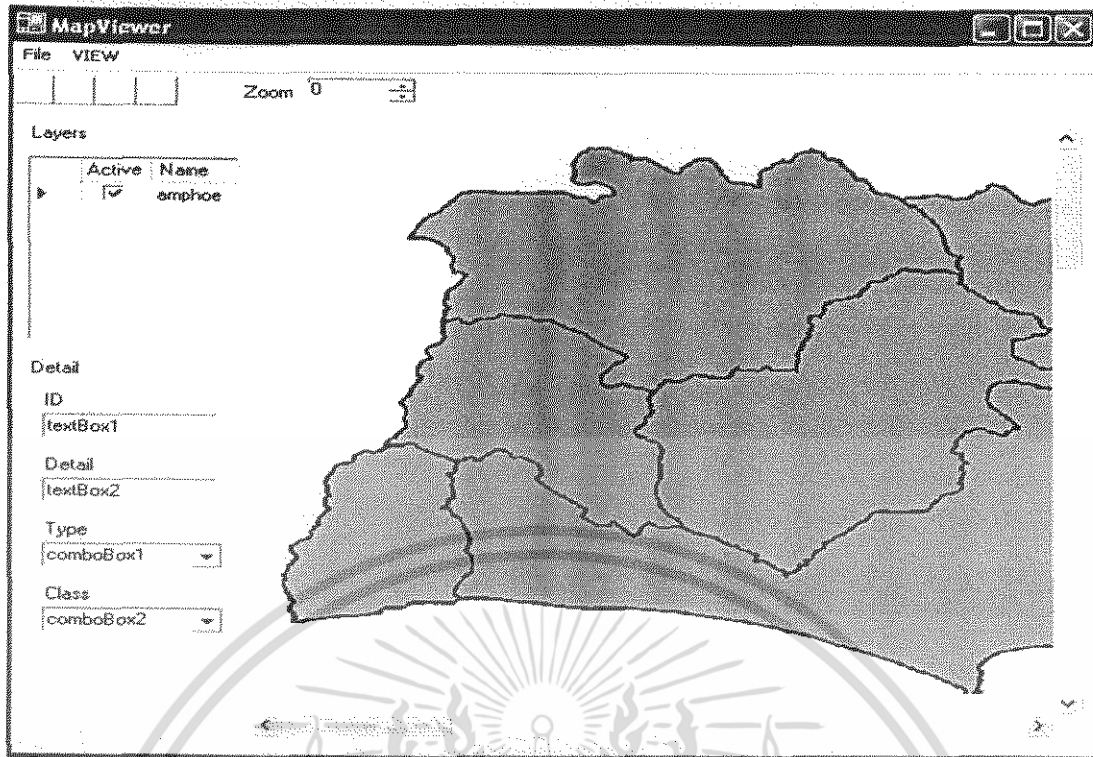 MapViewer
File VIEW
Zoom 0
Layers
Active Name
amphoe
Detail
ID
textBox1
Detail
textBox2
Type
comboBox1
Class
comboBox2